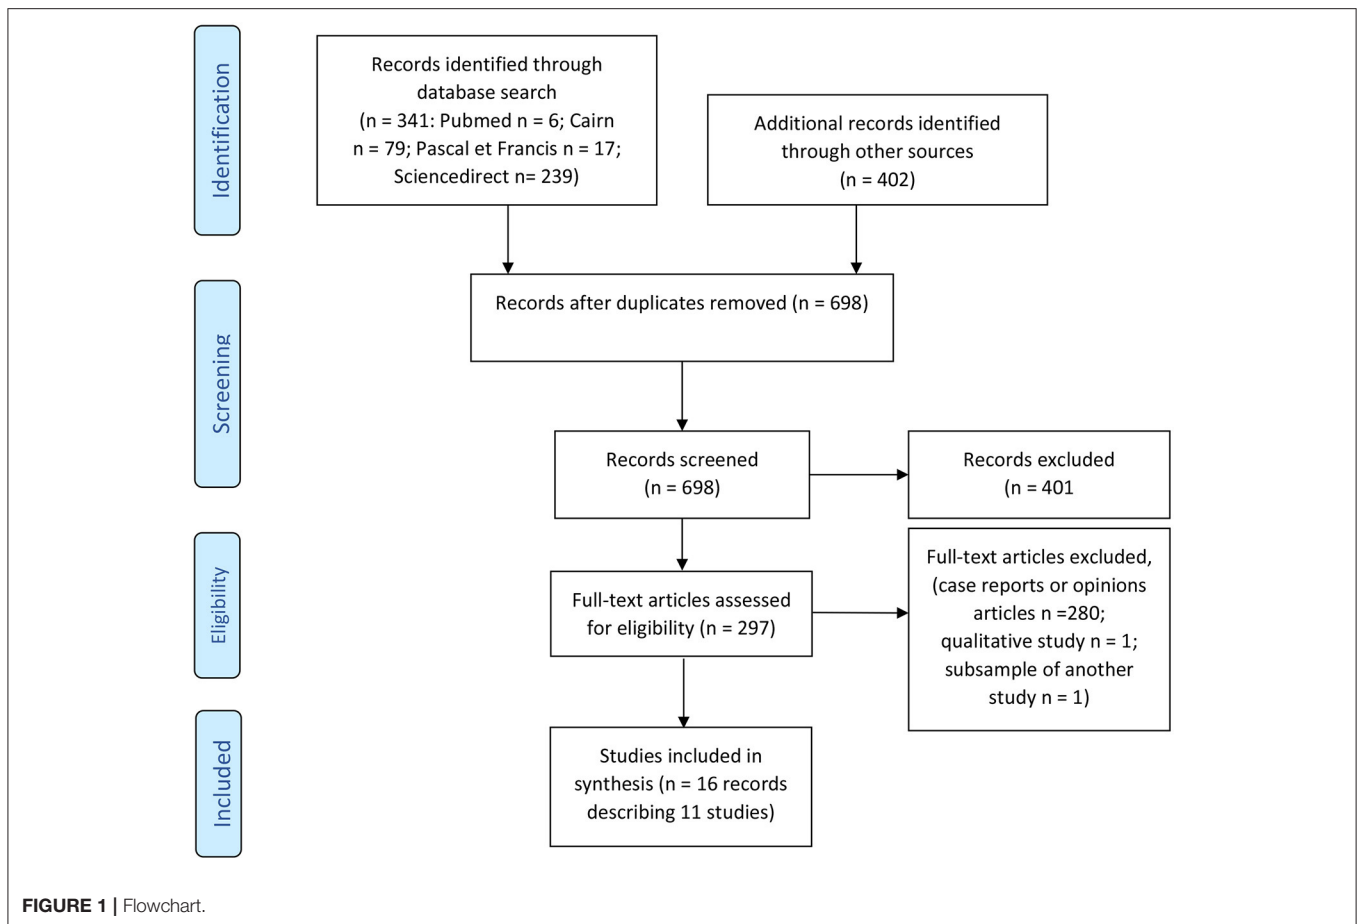 Identification
Records identified through
database search
(n = 341: Pubmed n = 6; Cairn
n = 79; Pascal et Francis n = 17;
Sciencedirect n= 239)
Additional records identified
through other sources
(n = 402)
Screening
Records after duplicates removed (n = 698)
Records screened
(n = 698)
Records excluded
(n = 401
Eligibility
Full-text articles assessed
for eligibility (n = 297)
Full-text articles excluded,
(case reports or opinions
articles n =280;
qualitative study n = 1;
subsample of another
study n = 1)
Included
Studies included in
synthesis (n = 16 records
describing 11 studies)
FIGURE 1 | Flowchart.